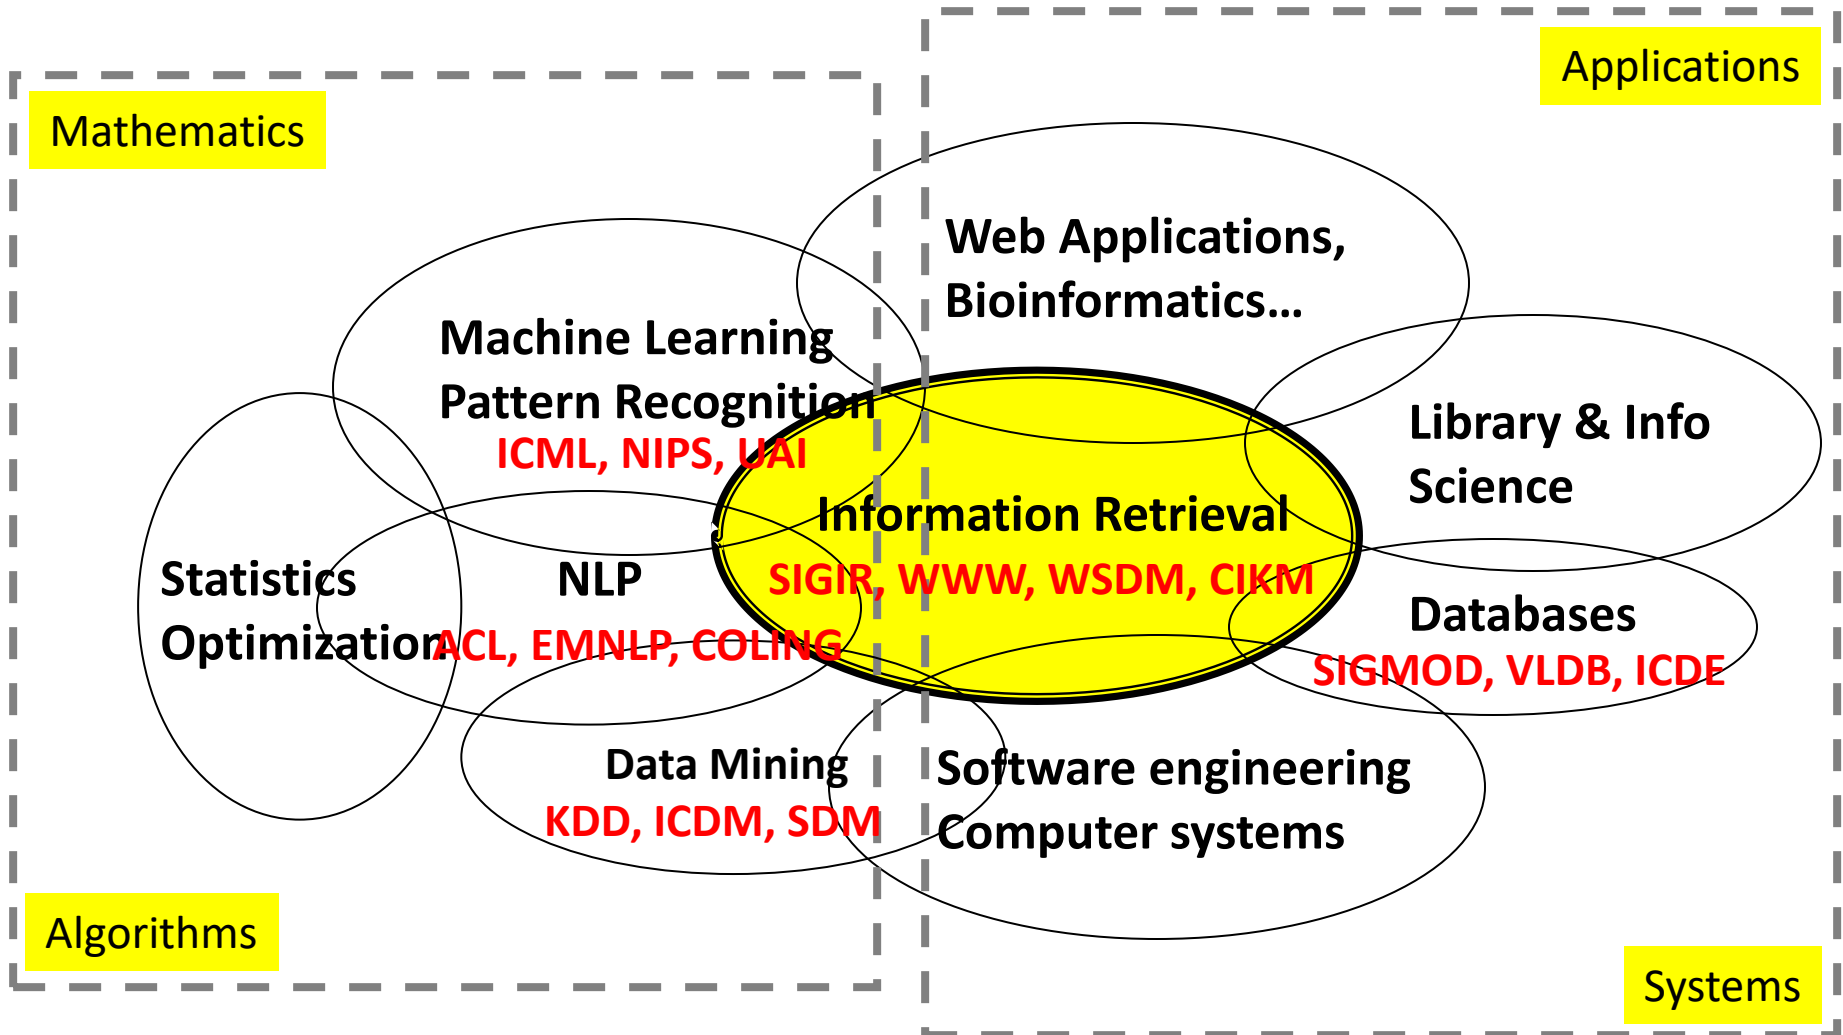 Applications
Mathematics
Web Applications,
Bioinformatics...
Machine Learning
Pattern Recognition
ICML, NIPS, UAI
Library & Info
Science
Information Retrieval
SIGIR, WWW, WSDM, CIKM
Statistics
Optimization
NLP
ACL, EMNLP, COLING
Databases
SIGMOD, VLDB, ICDE
Data Mining
KDD, ICDM, SDM
Software engineering
Computer systems
Algorithms
Systems